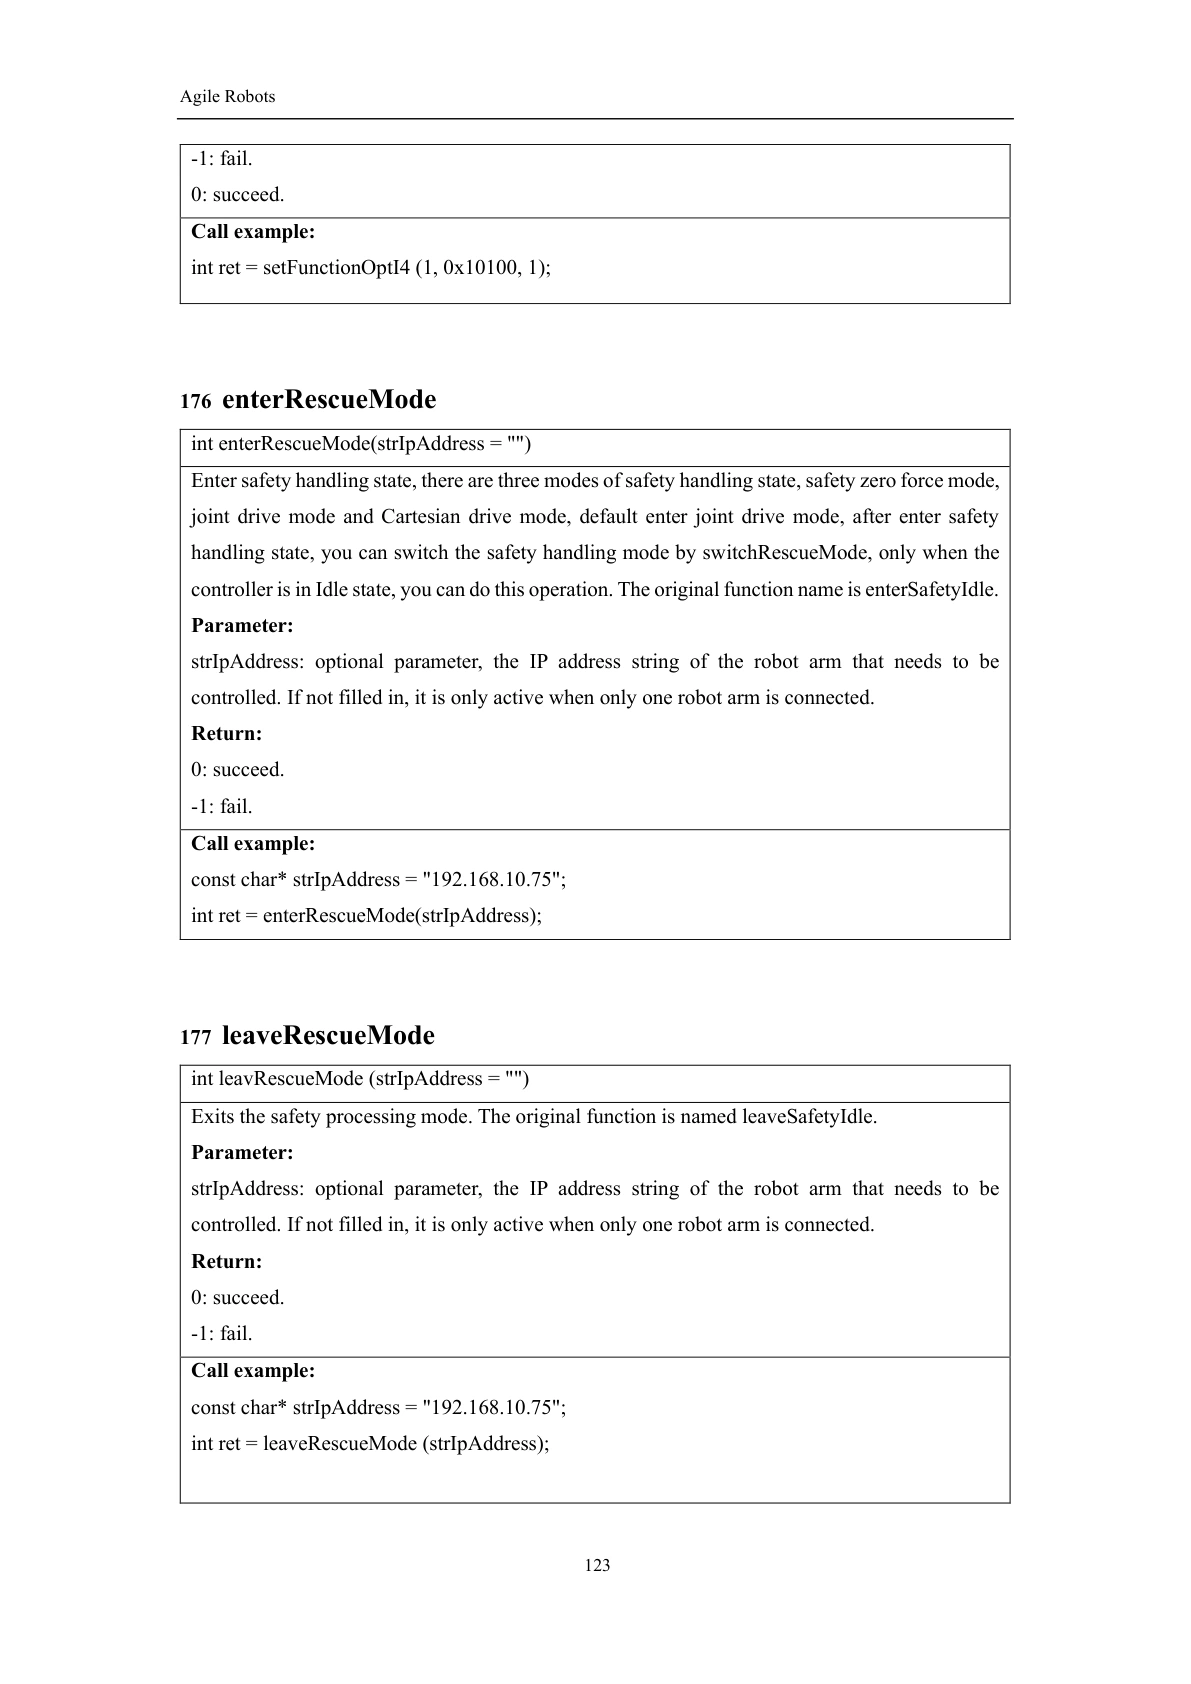 Agile Robots
-1: fail.
0: succeed.
Call example:
int ret = setFunctionOptI4 (1, 0x10100, 1);
176 enterRescueMode
int enterRescueMode(strIpAddress = "")
Enter safety handling state, there are three modes of safety handling state, safety zero force mode,
joint drive mode and Cartesian drive mode, default enter joint drive mode, after enter safety
handling state, you can switch the safety handling mode by switchRescueMode, only when the
controller is in Idle state, you can do this operation. The original function name is enterSafetyIdle.
Parameter:
strIpAddress: optional parameter, the IP address string of the robot arm that needs to be
controlled. If not filled in, it is only active when only one robot arm is connected.
Return:
0: succeed.
-1: fail.
Call example:
const char* strIpAddress = "192.168.10.75";
int ret = enterRescueMode(strIpAddress);
177 leaveRescueMode
int leavRescueMode (strIpAddress = "")
Exits the safety processing mode. The original function is named leaveSafetyIdle.
Parameter:
strIpAddress: optional parameter, the IP address string of the robot arm that needs to be
controlled. If not filled in, it is only active when only one robot arm is connected.
Return:
0: succeed.
-1: fail.
Call example:
const char* strIpAddress = "192.168.10.75";
int ret = leaveRescueMode (strIpAddress);
123